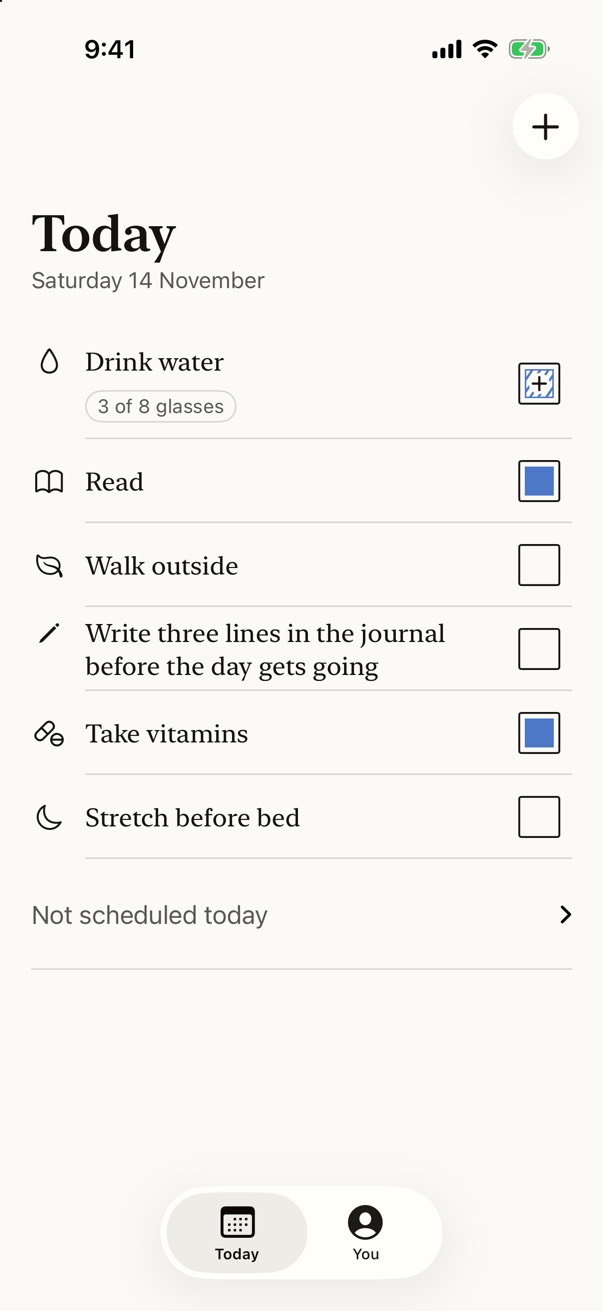 9:41
Today
Saturday 14 November
Drink water
3 of 8 glasses
Read
Walk outside
Write three lines in the journal
before the day gets going
Take vitamins
Stretch before bed
Not scheduled today
Today
You